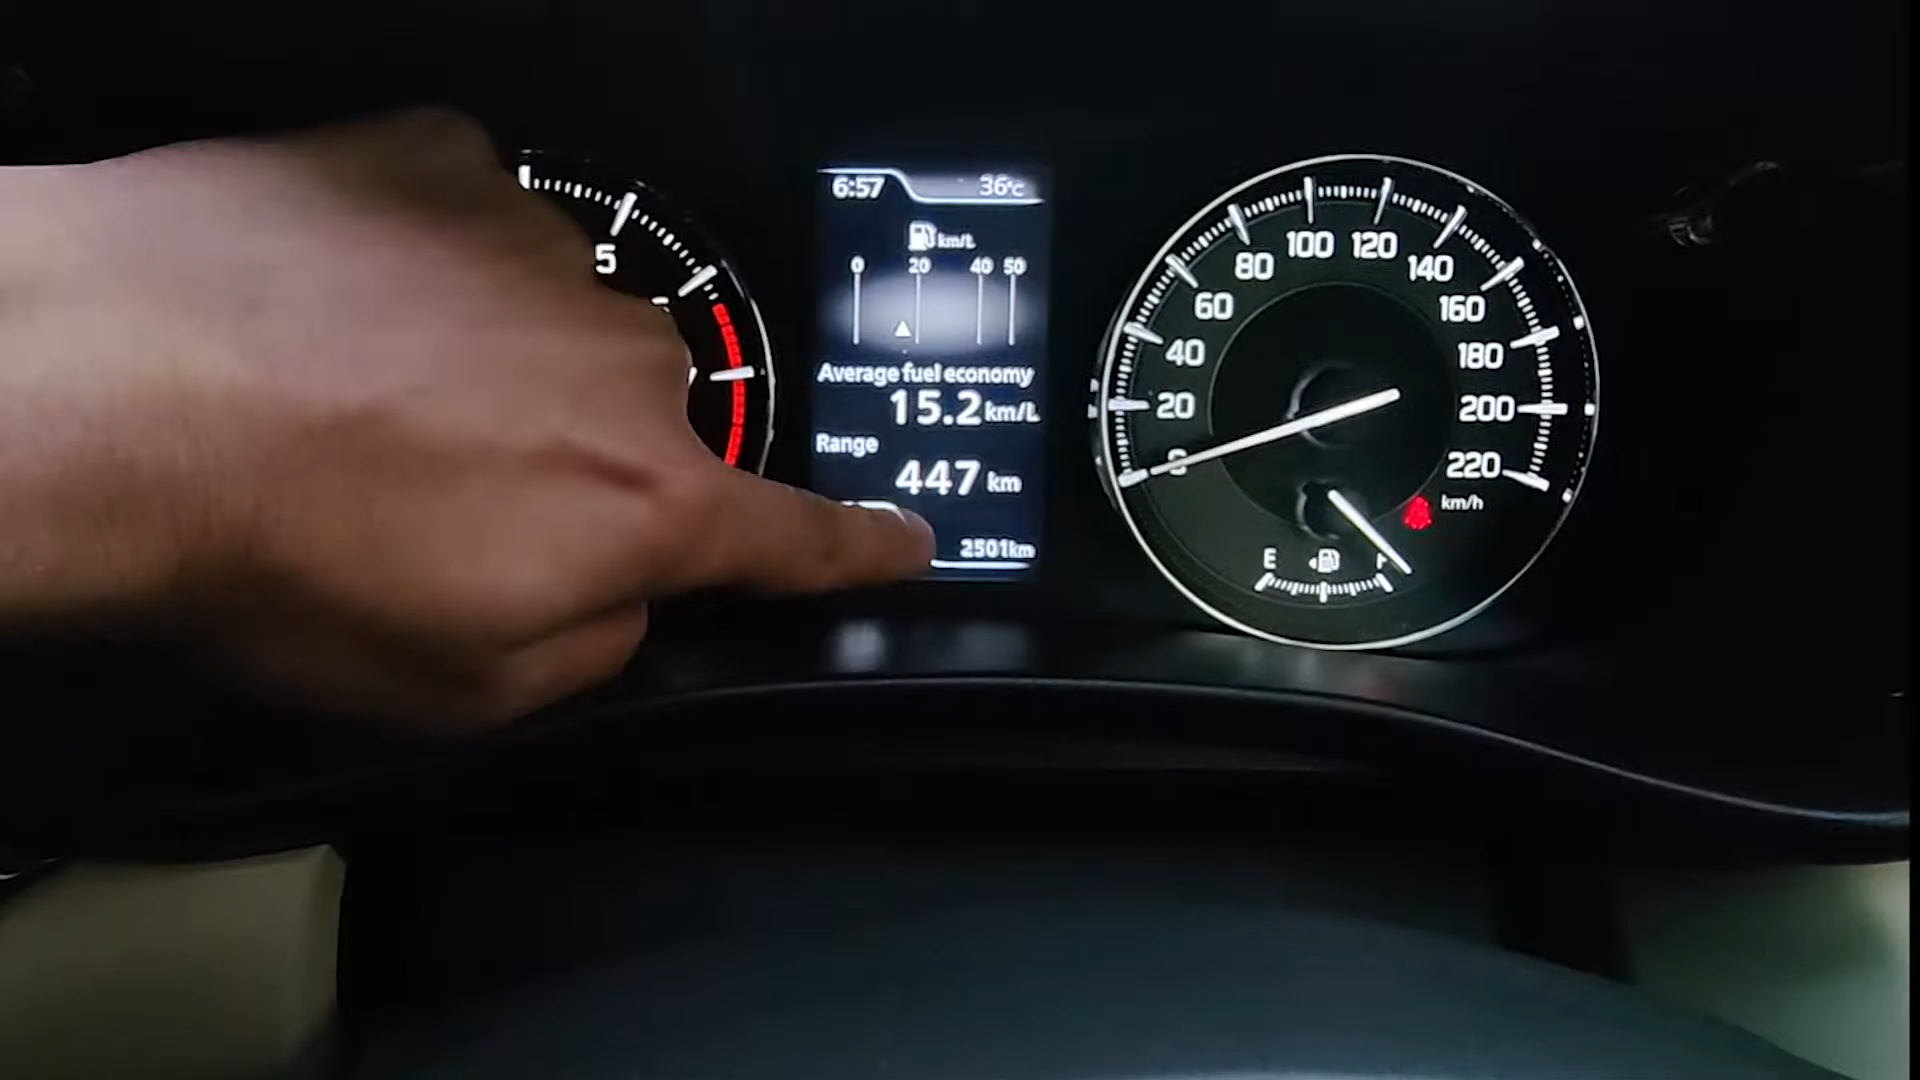 6:57 36°C
km/L
0 20 40 50
Average fuel economy
15.2 km/L
Range
447 km
2501km
5
0
20
40
60
80
100
120
140
160
180
200
220
km/h
E